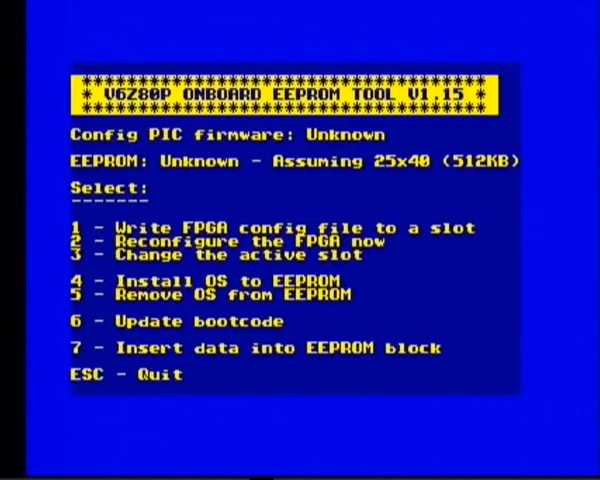 ************************************
* V6Z80P ONBOARD EEPROM TOOL V1.15 *
************************************
Config PIC firmware: Unknown
EEPROM: Unknown - Assuming 25x40 (512KB)
Select:
-------
1 - Write FPGA config file to a slot
2 - Reconfigure the FPGA now
3 - Change the active slot
4 - Install OS to EEPROM
5 - Remove OS from EEPROM
6 - Update bootcode
7 - Insert data into EEPROM block
ESC - Quit